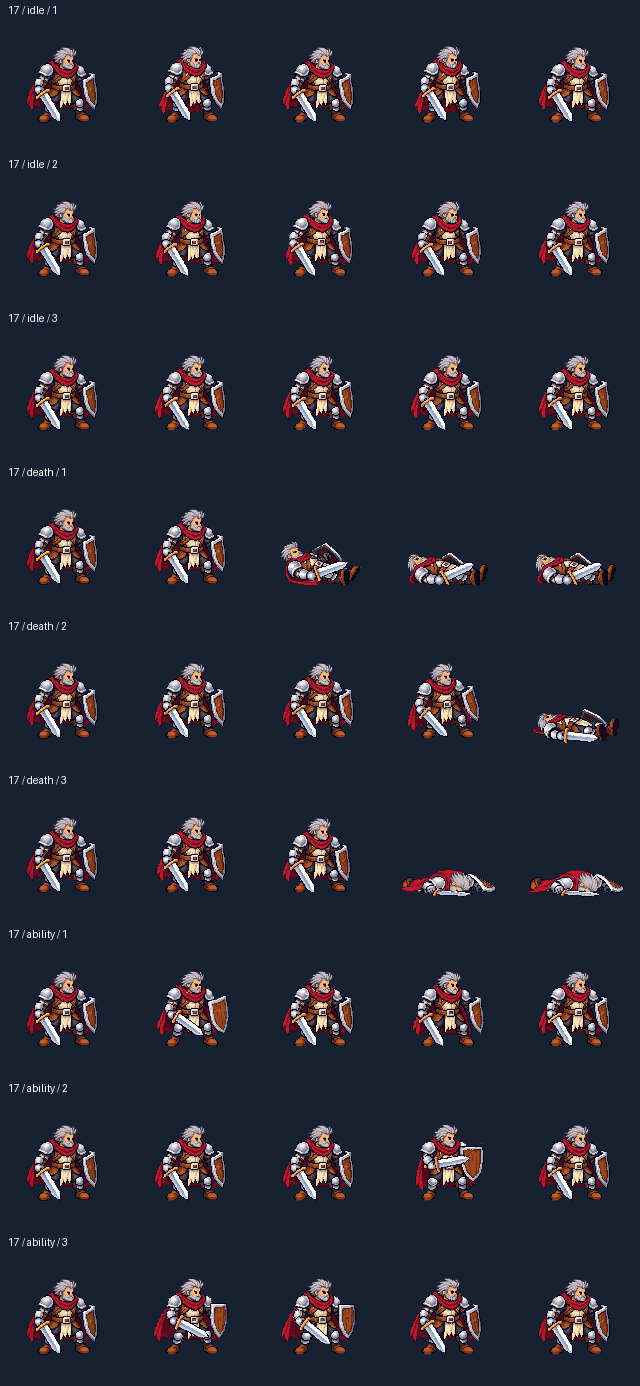 17 / idle / 1
17 / idle / 2
17 / idle / 3
17 / death / 1
17 / death / 2
17 / death / 3
17 / ability / 1
17 / ability / 2
17 / ability / 3